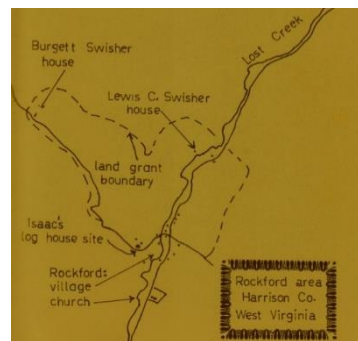 Burgett Swisher
house
Lost Creek
Lewis C. Swisher
house
land grant
boundary
Isaac's
log house site
Rockford:
village
church
Rockford area
Harrison Co.
West Virginia